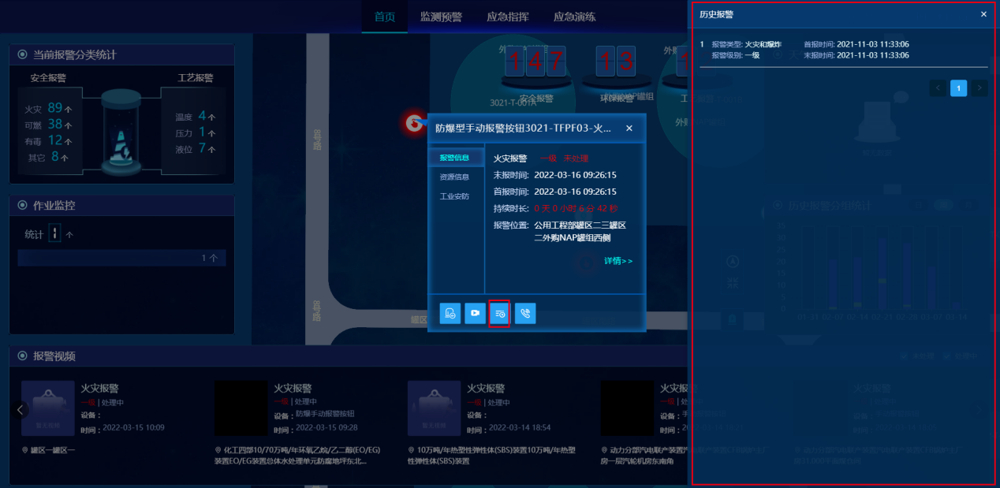 首页
监测预警
应急指挥
应急演练
当前报警分类统计
安全报警
工艺报警
火灾 89 个
可燃 38 个
有毒 12 个
其它 8 个
温度 4 个
压力 1 个
液位 7 个
作业监控
统计 1 个
1 个
147
13
安全报警
环保报警
3021-T-001A
防爆型手动报警按钮3021-TFPF03-火...
报警信息
资源信息
工业安防
火灾报警 一级 未处理
末报时间: 2022-03-16 09:26:15
首报时间: 2022-03-16 09:26:15
持续时长: 0 天 0 小时 6 分 42 秒
报警位置: 公用工程部罐区二三罐区
二外购NAP罐组西侧
详情>>
罐区
历史报警
1 报警类型: 火灾和爆炸 首报时间: 2021-11-03 11:33:06
报警级别: 一级 末报时间: 2021-11-03 11:33:06
1
历史报警分组统计
报警视频
火灾报警
一级 | 处理中
设备：
时间：2022-03-15 10:09
暂无视频
罐区一罐区一
火灾报警
一级 | 处理中
设备：防爆手动报警按钮
时间：2022-03-15 09:28
化工四部10/70万吨/年环氧乙烷/乙二醇(EO/EG)
装置EO/EG装置总体水处理单元防腐地坪东北...
火灾报警
一级 | 处理中
设备：
时间：2022-03-14 18:54
暂无视频
10万吨/年热塑性弹性体(SBS)装置10万吨/年热塑
性弹性体(SBS)装置
火灾报警
一级
设备：
时间：
动力分部汽电联产装置汽
房一层汽轮机房东南角